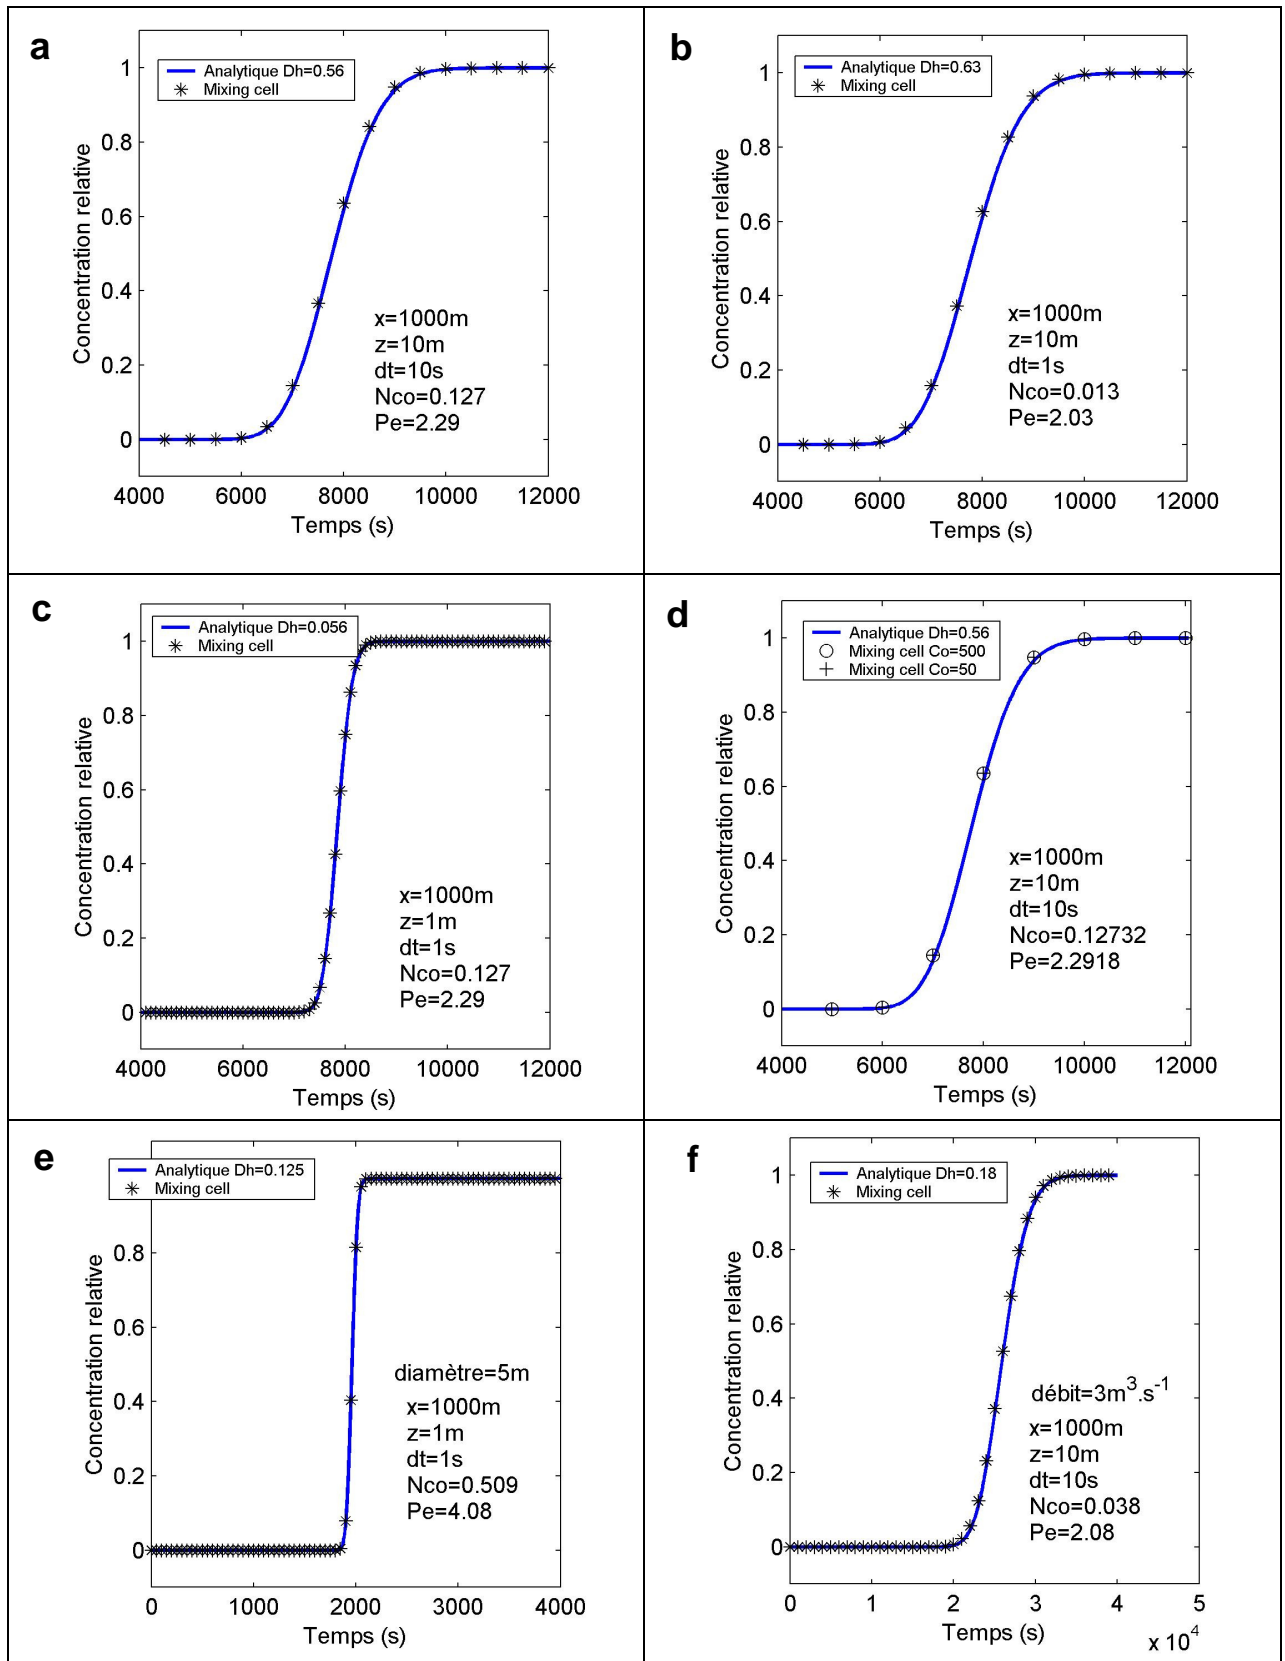 a
Analytique Dh=0.56
Mixing cell
1
0.8
0.6
0.4
0.2
0
Concentration relative
x=1000m
z=10m
dt=10s
Nco=0.127
Pe=2.29
4000 6000 8000 10000 12000
Temps (s)
b
Analytique Dh=0.63
Mixing cell
1
0.8
0.6
0.4
0.2
0
Concentration relative
x=1000m
z=10m
dt=1s
Nco=0.013
Pe=2.03
4000 6000 8000 10000 12000
Temps (s)
c
Analytique Dh=0.056
Mixing cell
1
0.8
0.6
0.4
0.2
0
Concentration relative
x=1000m
z=1m
dt=1s
Nco=0.127
Pe=2.29
4000 6000 8000 10000 12000
Temps (s)
d
Analytique Dh=0.56
Mixing cell Co=500
Mixing cell Co=50
1
0.8
0.6
0.4
0.2
0
Concentration relative
x=1000m
z=10m
dt=10s
Nco=0.12732
Pe=2.2918
4000 6000 8000 10000 12000
Temps (s)
e
Analytique Dh=0.125
Mixing cell
0.8
0.6
0.4
0.2
0
Concentration relative
diamètre=5m
x=1000m
z=1m
dt=1s
Nco=0.509
Pe=4.08
0 1000 2000 3000 4000
Temps (s)
f
Analytique Dh=0.18
Mixing cell
1
0.8
0.6
0.4
0.2
0
Concentration relative
débit=3m³.s⁻¹
x=1000m
z=10m
dt=10s
Nco=0.038
Pe=2.08
0 1 2 3 4 5
Temps (s)
x 10⁴